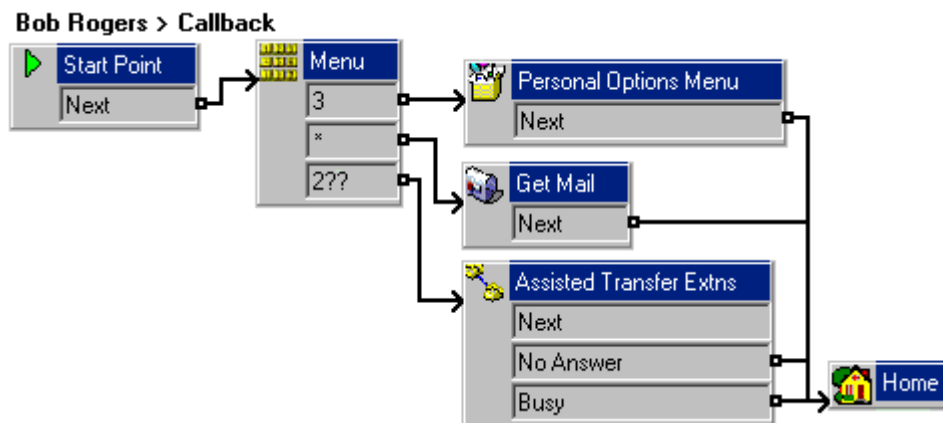 Bob Rogers > Callback
Start Point
Next
Menu
3
*
2??
Personal Options Menu
Next
Get Mail
Next
Assisted Transfer Extns
Next
No Answer
Busy
Home